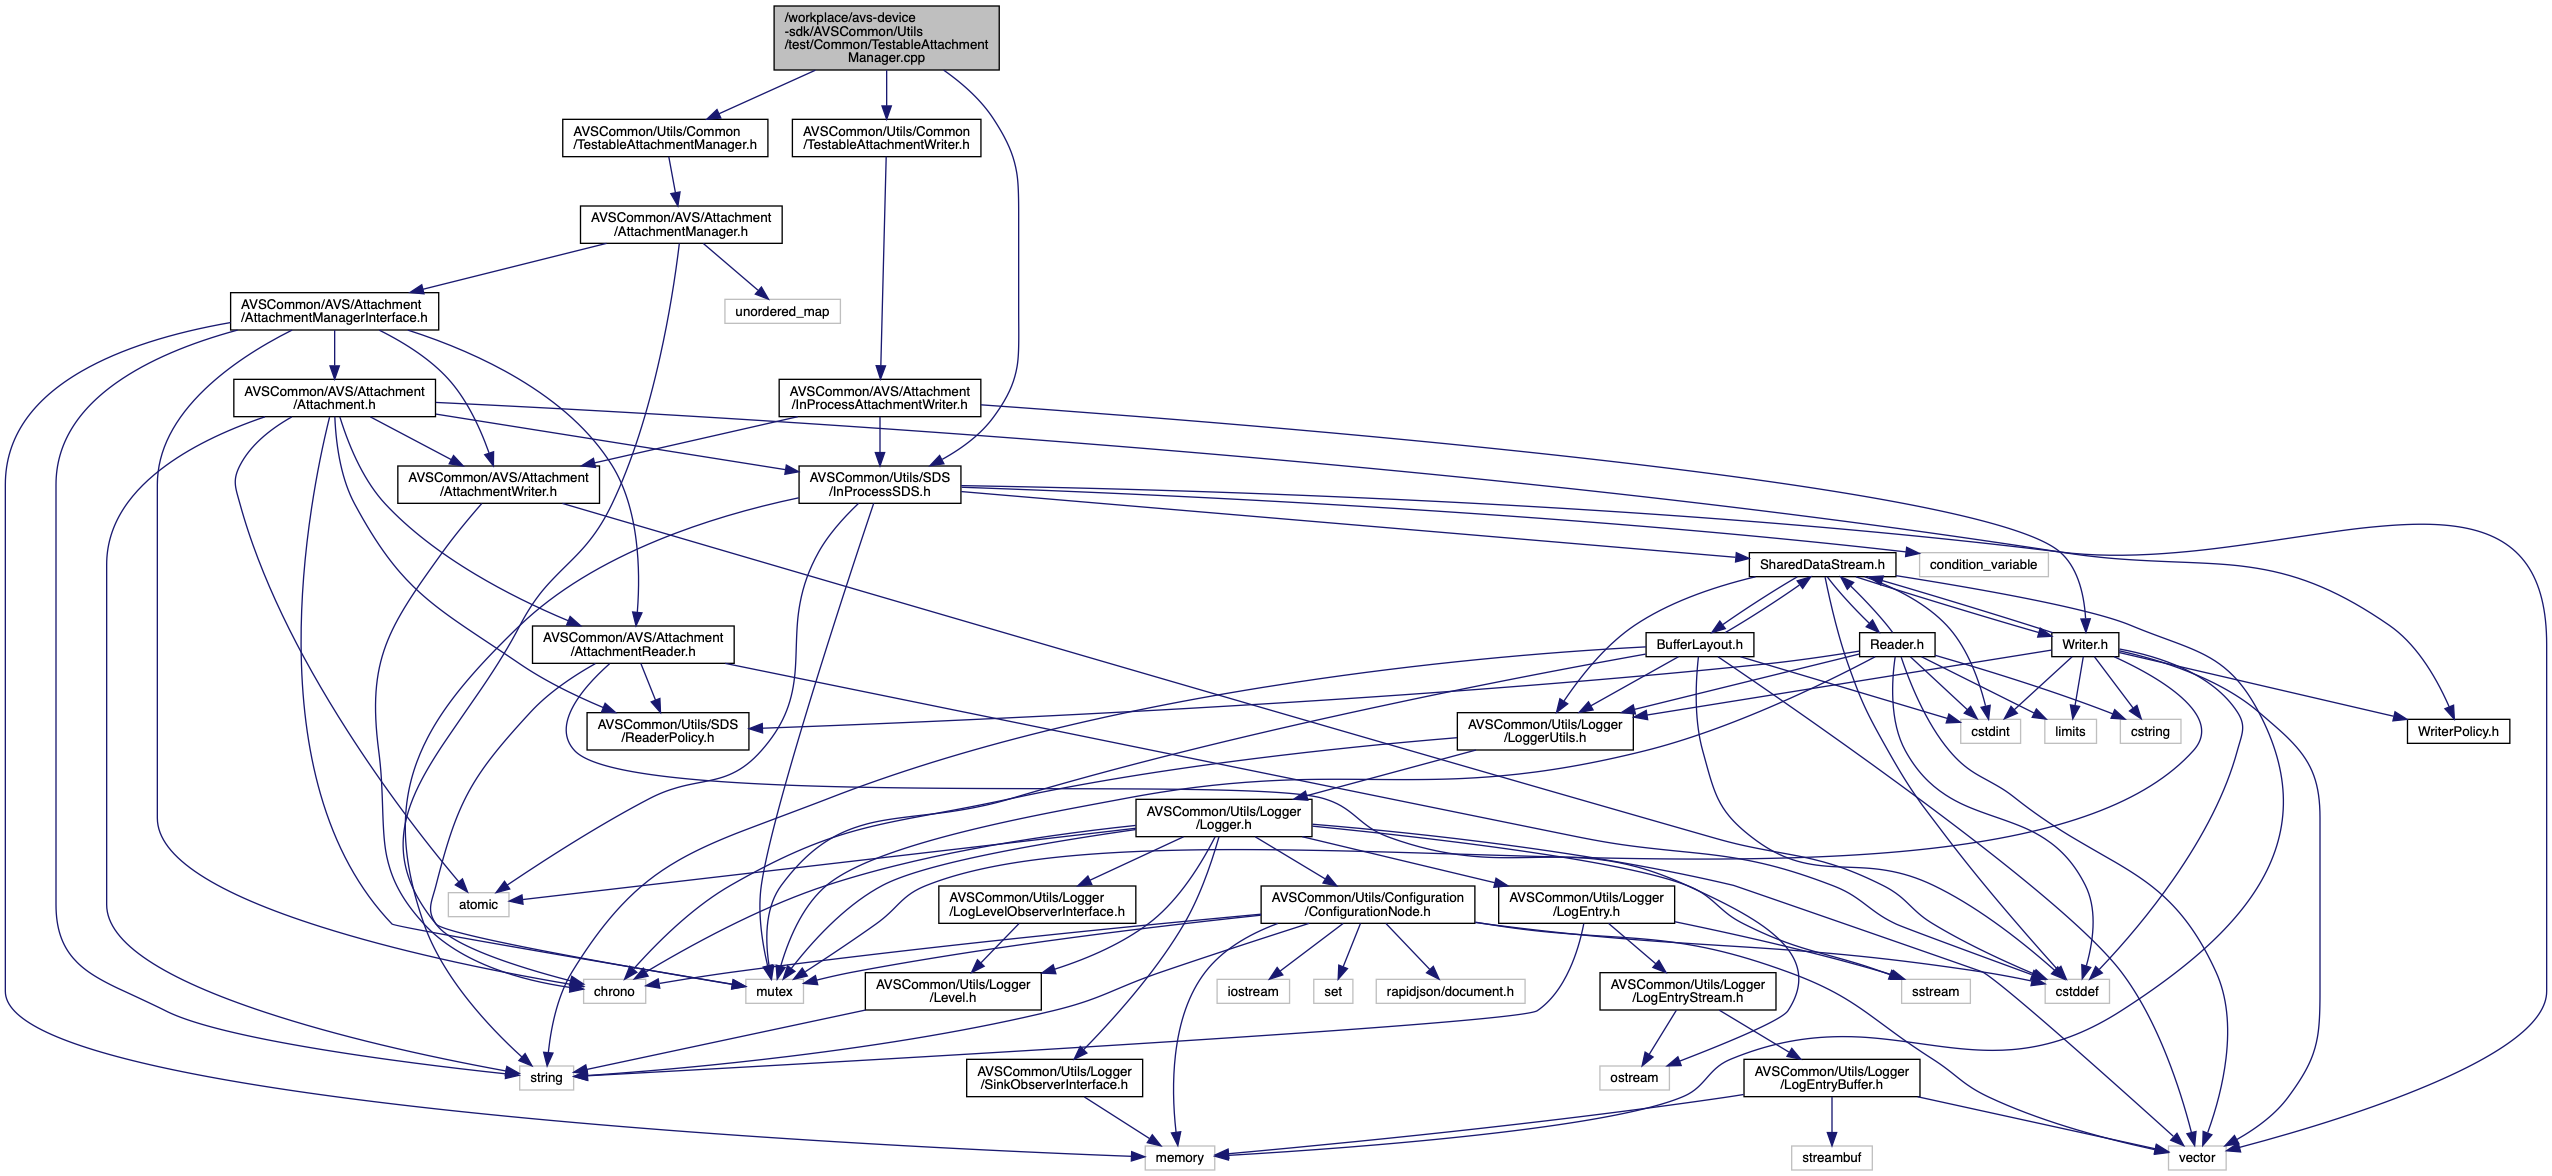 /workplace/avs-device
-sdk/AVSCommon/Utils
/test/Common/TestableAttachment
Manager.cpp
AVSCommon/Utils/Common
/TestableAttachmentManager.h
AVSCommon/Utils/Common
/TestableAttachmentWriter.h
AVSCommon/AVS/Attachment
/AttachmentManager.h
AVSCommon/AVS/Attachment
/AttachmentManagerInterface.h
unordered_map
AVSCommon/AVS/Attachment
/Attachment.h
AVSCommon/AVS/Attachment
/InProcessAttachmentWriter.h
AVSCommon/AVS/Attachment
/AttachmentWriter.h
AVSCommon/Utils/SDS
/InProcessSDS.h
SharedDataStream.h
condition_variable
AVSCommon/AVS/Attachment
/AttachmentReader.h
BufferLayout.h
Reader.h
Writer.h
AVSCommon/Utils/SDS
/ReaderPolicy.h
AVSCommon/Utils/Logger
/LoggerUtils.h
cstdint
limits
cstring
WriterPolicy.h
AVSCommon/Utils/Logger
/Logger.h
atomic
AVSCommon/Utils/Logger
/LogLevelObserverInterface.h
AVSCommon/Utils/Configuration
/ConfigurationNode.h
AVSCommon/Utils/Logger
/LogEntry.h
chrono
mutex
AVSCommon/Utils/Logger
/Level.h
iostream
set
rapidjson/document.h
AVSCommon/Utils/Logger
/LogEntryStream.h
sstream
cstddef
string
AVSCommon/Utils/Logger
/SinkObserverInterface.h
ostream
AVSCommon/Utils/Logger
/LogEntryBuffer.h
memory
streambuf
vector